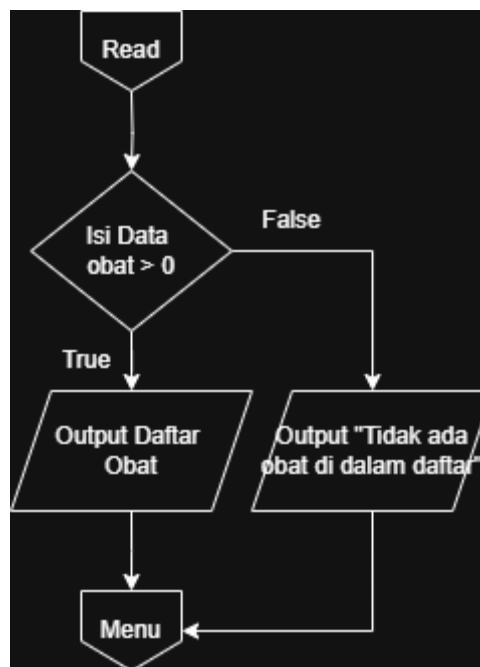 Read
Isi Data
obat > 0
False
True
Output Daftar
Obat
Output "Tidak ada
obat di dalam daftar"
Menu